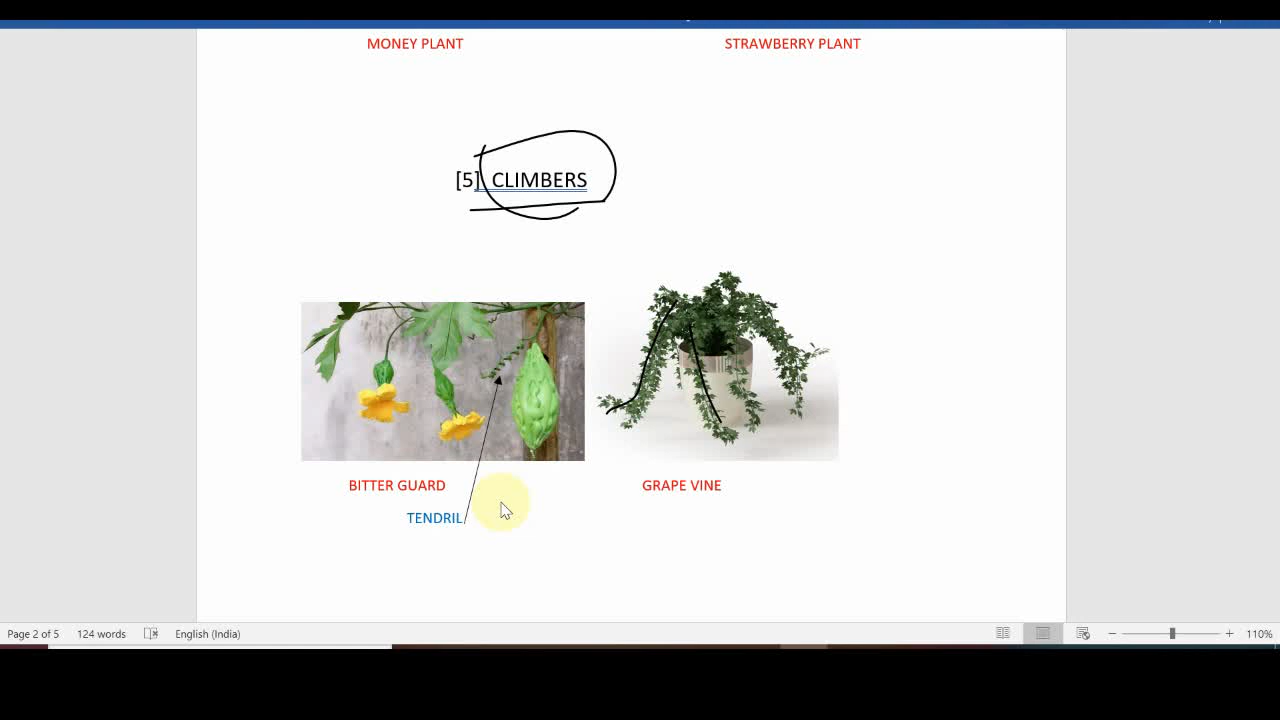 MONEY PLANT STRAWBERRY PLANT
[5] CLIMBERS
BITTER GUARD GRAPE VINE
TENDRIL
Page 2 of 5 124 words English (India) 110%